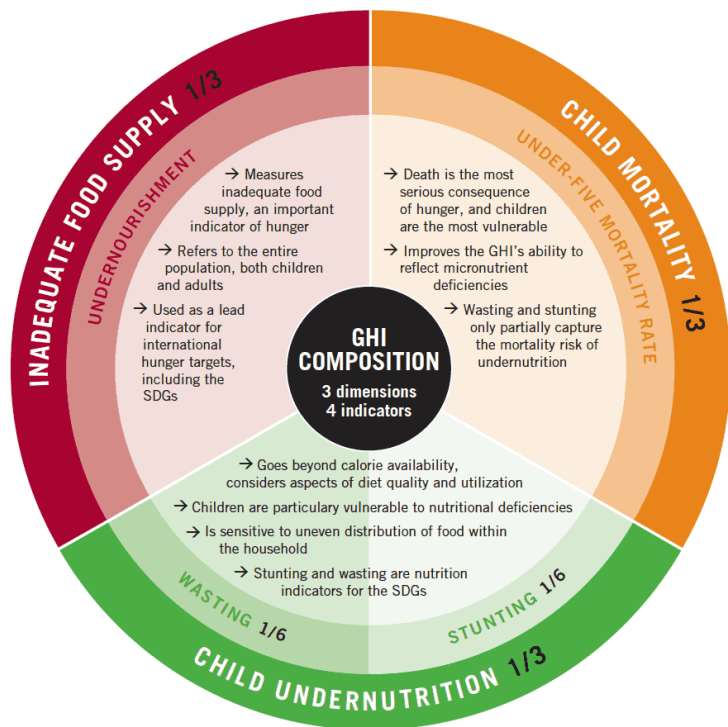 INADEQUATE FOOD SUPPLY 1/3
UNDERNOURISHMENT
→ Measures
inadequate food
supply, an important
indicator of hunger
→ Refers to the entire
population, both children
and adults
→ Used as a lead
indicator for
international
hunger targets,
including the
SDGs
CHILD MORTALITY 1/3
UNDER-FIVE MORTALITY RATE
→ Death is the most
serious consequence
of hunger, and children
are the most vulnerable
→ Improves the GHI's ability to
reflect micronutrient
deficiencies
→ Wasting and stunting
only partially capture
the mortality risk of
undernutrition
GHI
COMPOSITION
3 dimensions
4 indicators
→ Goes beyond calorie availability,
considers aspects of diet quality and utilization
→ Children are particulary vulnerable to nutritional deficiencies
→ Is sensitive to uneven distribution of food within
the household
→ Stunting and wasting are nutrition
indicators for the SDGs
WASTING 1/6
STUNTING 1/6
CHILD UNDERNUTRITION 1/3